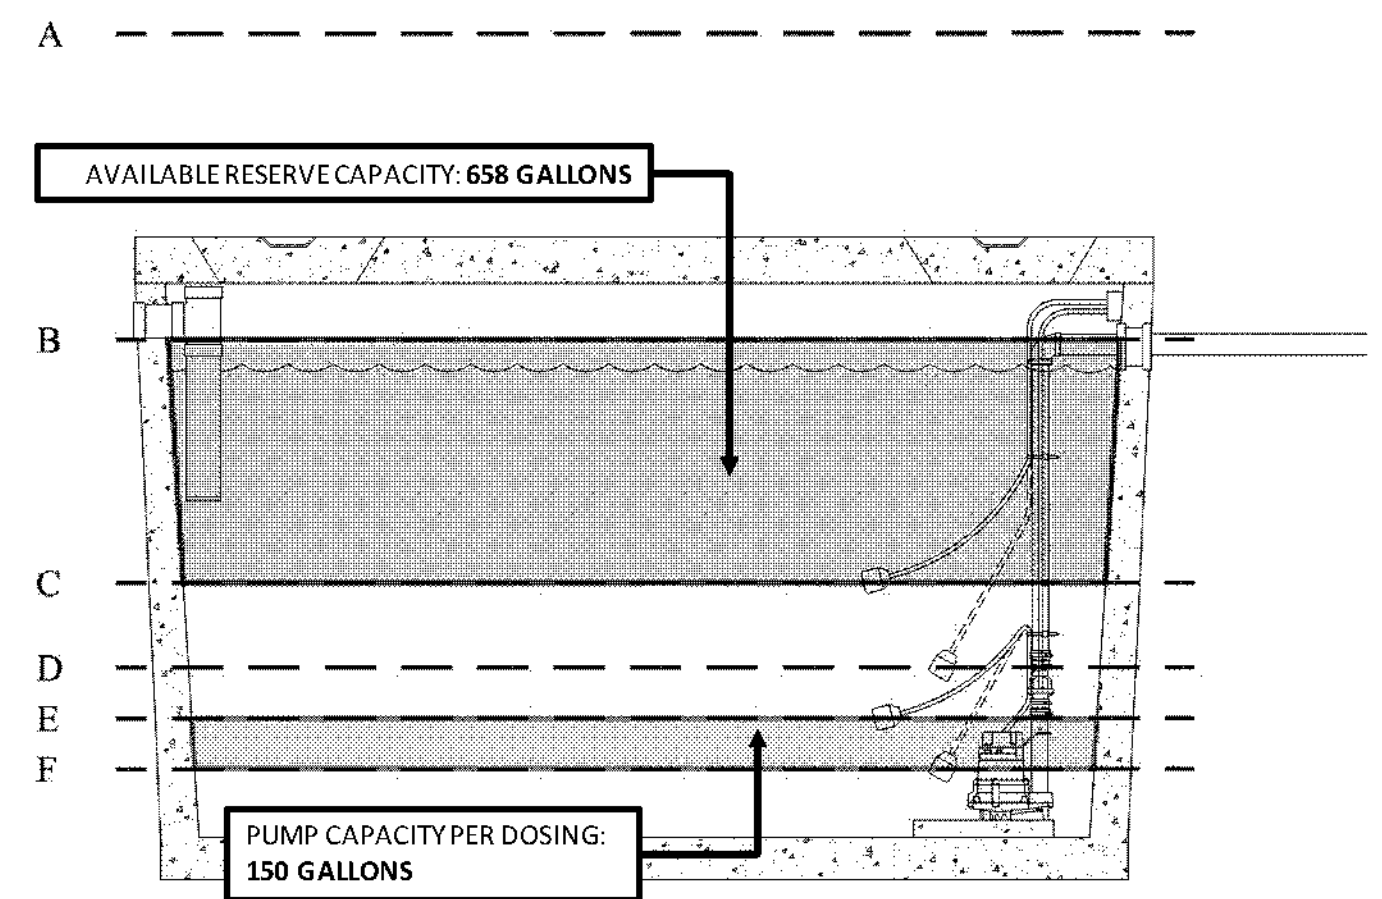 A
AVAILABLE RESERVE CAPACITY: 658 GALLONS
B
C
D
E
F
PUMP CAPACITY PER DOSING:
150 GALLONS